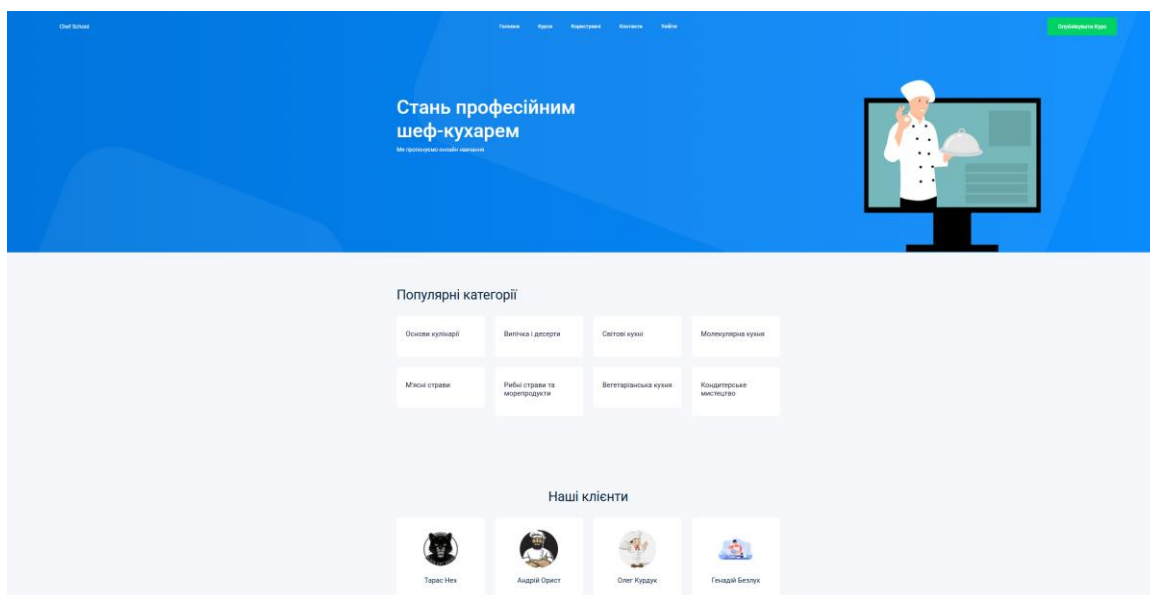 Chef School
Головна Курси Користувачі Контакти Увійти
Опублікувати Курс
Стань професійним
шеф-кухарем
Ми пропонуємо онлайн навчання
Популярні категорії
Основи кулінарії
Випічка і десерти
Світові кухні
Молекулярна кухня
М'ясні страви
Рибні страви та
морепродукти
Вегетаріанська кухня
Кондитерське
мистецтво
Наші клієнти
Тарас Нех
Андрій Орист
Олег Курдук
Генадій Безлух